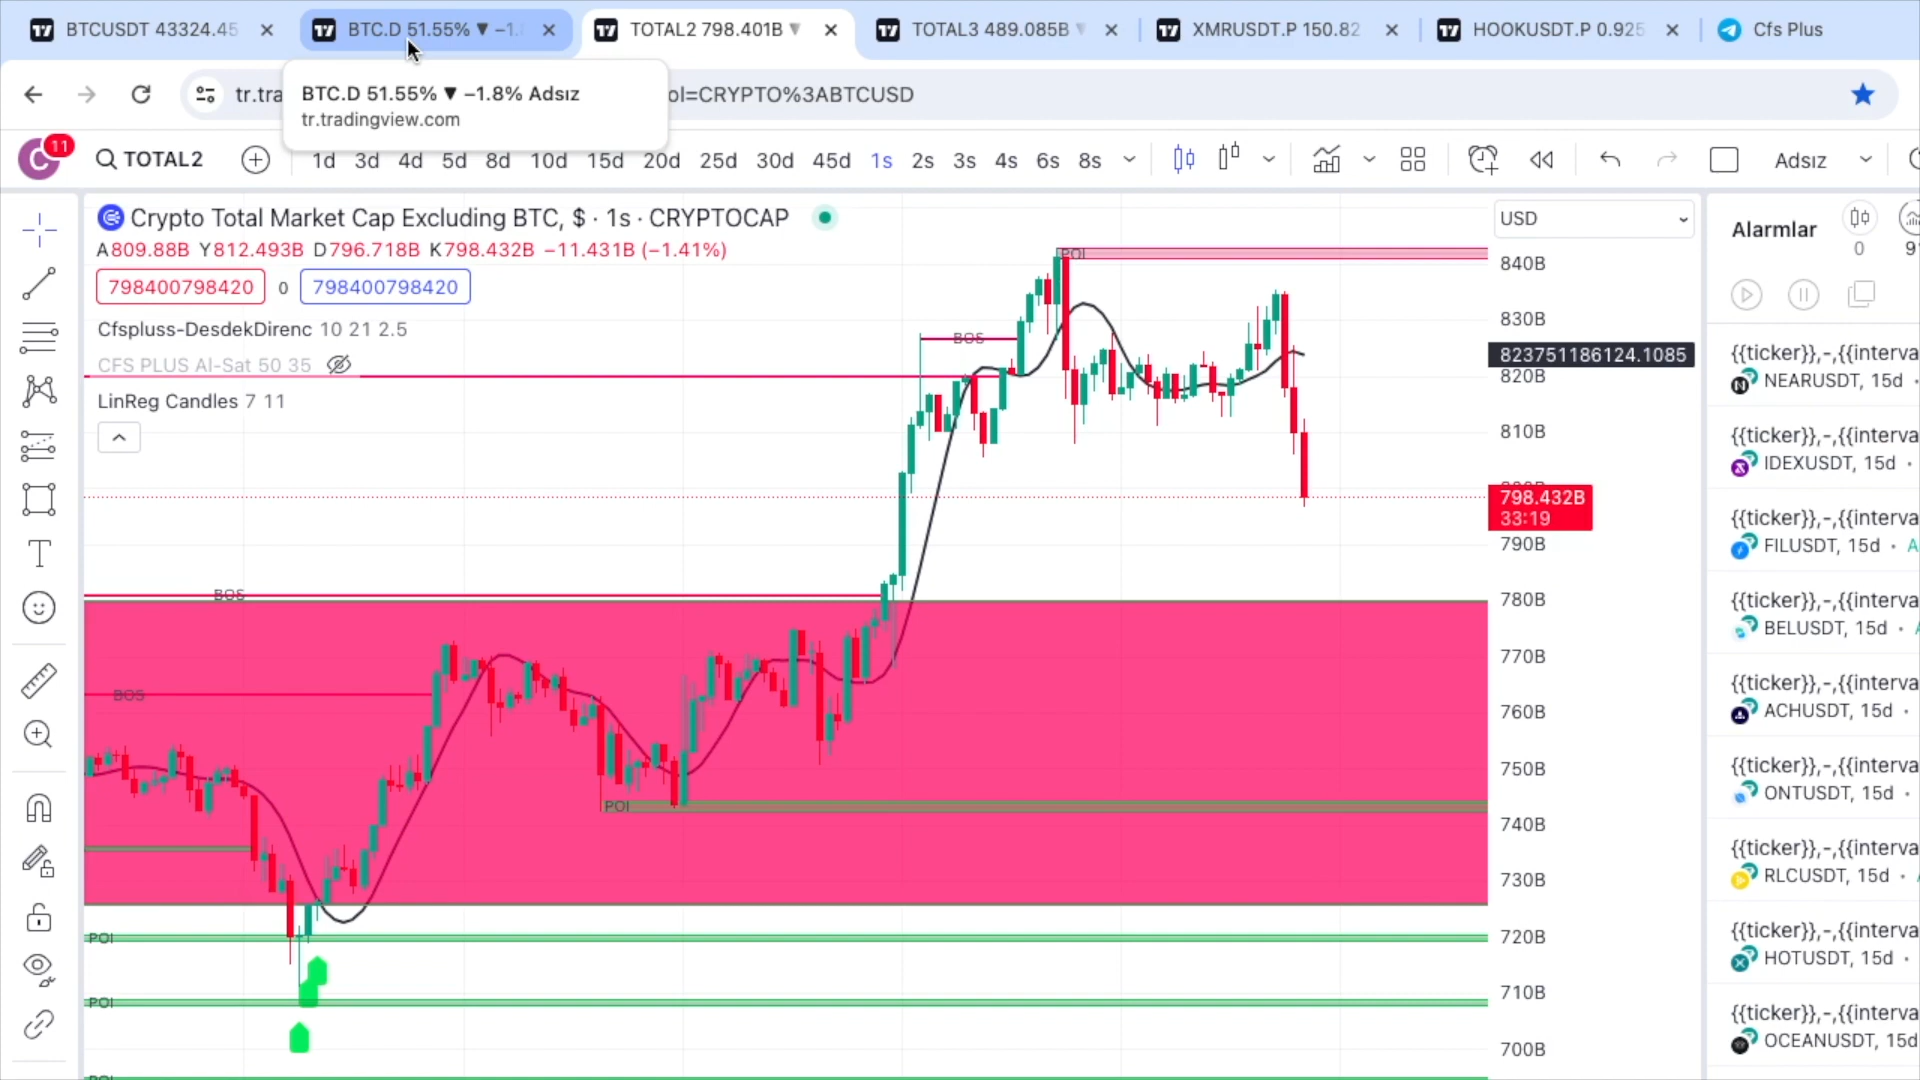 BTCUSDT 43324.45
BTC.D 51.55% ▼ −1.
TOTAL2 798.401B ▼
TOTAL3 489.085B ▼
XMRUSDT.P 150.82
HOOKUSDT.P 0.925
Cfs Plus
tr.tra
ol=CRYPTO%3ABTCUSD
BTC.D 51.55% ▼ −1.8% Adsız
tr.tradingview.com
C 11 TOTAL2 1d 3d 4d 5d 8d 10d 15d 20d 25d 30d 45d 1s 2s 3s 4s 6s 8s Adsız
Crypto Total Market Cap Excluding BTC, $ · 1s · CRYPTOCAP
A809.88B Y812.493B D796.718B K798.432B −11.431B (−1.41%)
798400798420 0 798400798420
Cfspluss-DesdekDirenc 10 21 2.5
CFS PLUS Al-Sat 50 35
LinReg Candles 7 11
USD
POI
BOS
BOS
BOS
POI
POI
POI
840B
830B
823751186124.1085
820B
810B
798.432B
33:19
790B
780B
770B
760B
750B
740B
730B
720B
710B
700B
Alarmlar
0
{{ticker}},-,{{interva
NEARUSDT, 15d ·
{{ticker}},-,{{interva
IDEXUSDT, 15d ·
{{ticker}},-,{{interva
FILUSDT, 15d · A
{{ticker}},-,{{interva
BELUSDT, 15d ·
{{ticker}},-,{{interva
ACHUSDT, 15d ·
{{ticker}},-,{{interva
ONTUSDT, 15d ·
{{ticker}},-,{{interva
RLCUSDT, 15d ·
{{ticker}},-,{{interva
HOTUSDT, 15d ·
{{ticker}},-,{{interva
OCEANUSDT, 15d